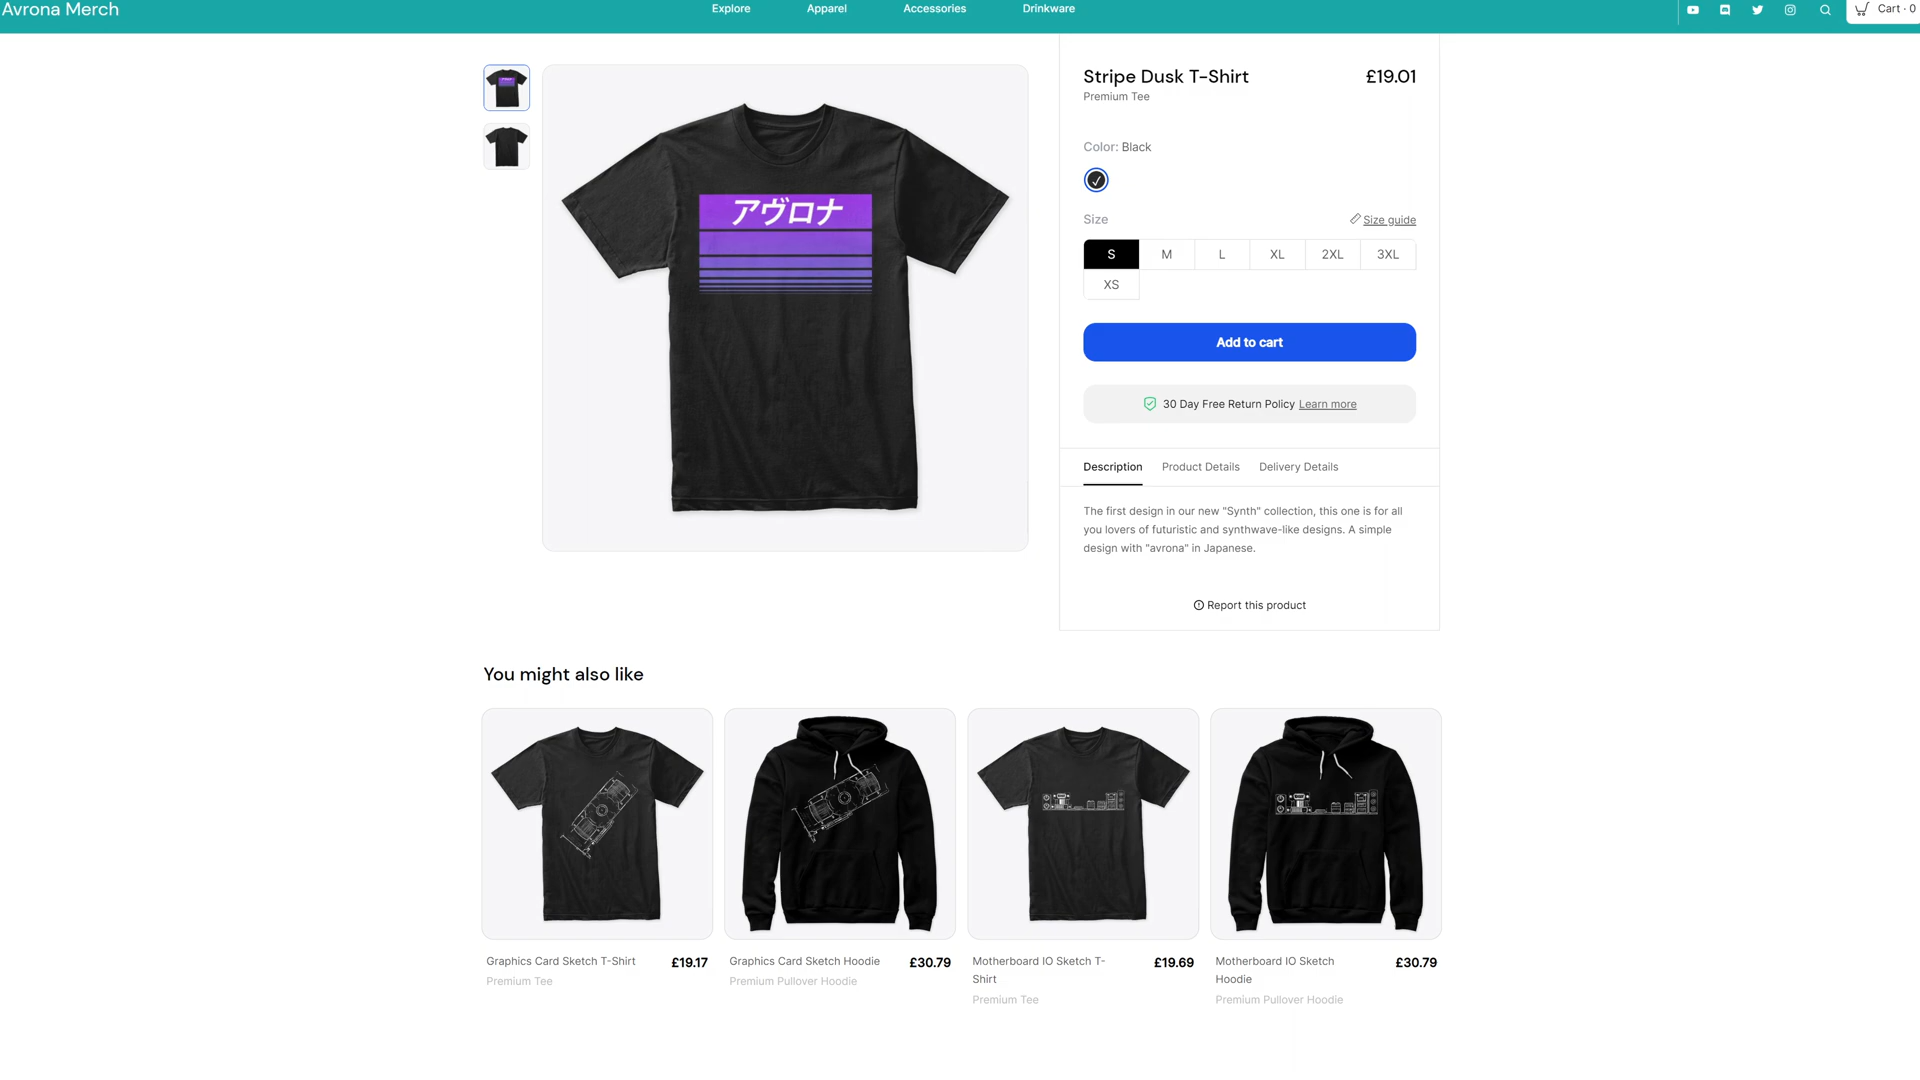 Avrona Merch
Explore
Apparel
Accessories
Drinkware
Cart · 0
アヴロナ
Stripe Dusk T-Shirt
£19.01
Premium Tee
Color: Black
Size
Size guide
S
M
L
XL
2XL
3XL
XS
Add to cart
30 Day Free Return Policy Learn more
Description
Product Details
Delivery Details
The first design in our new "Synth" collection, this one is for all
you lovers of futuristic and synthwave-like designs. A simple
design with "avrona" in Japanese.
Report this product
You might also like
Graphics Card Sketch T-Shirt
£19.17
Premium Tee
Graphics Card Sketch Hoodie
£30.79
Premium Pullover Hoodie
Motherboard IO Sketch T-
Shirt
£19.69
Premium Tee
Motherboard IO Sketch
Hoodie
£30.79
Premium Pullover Hoodie